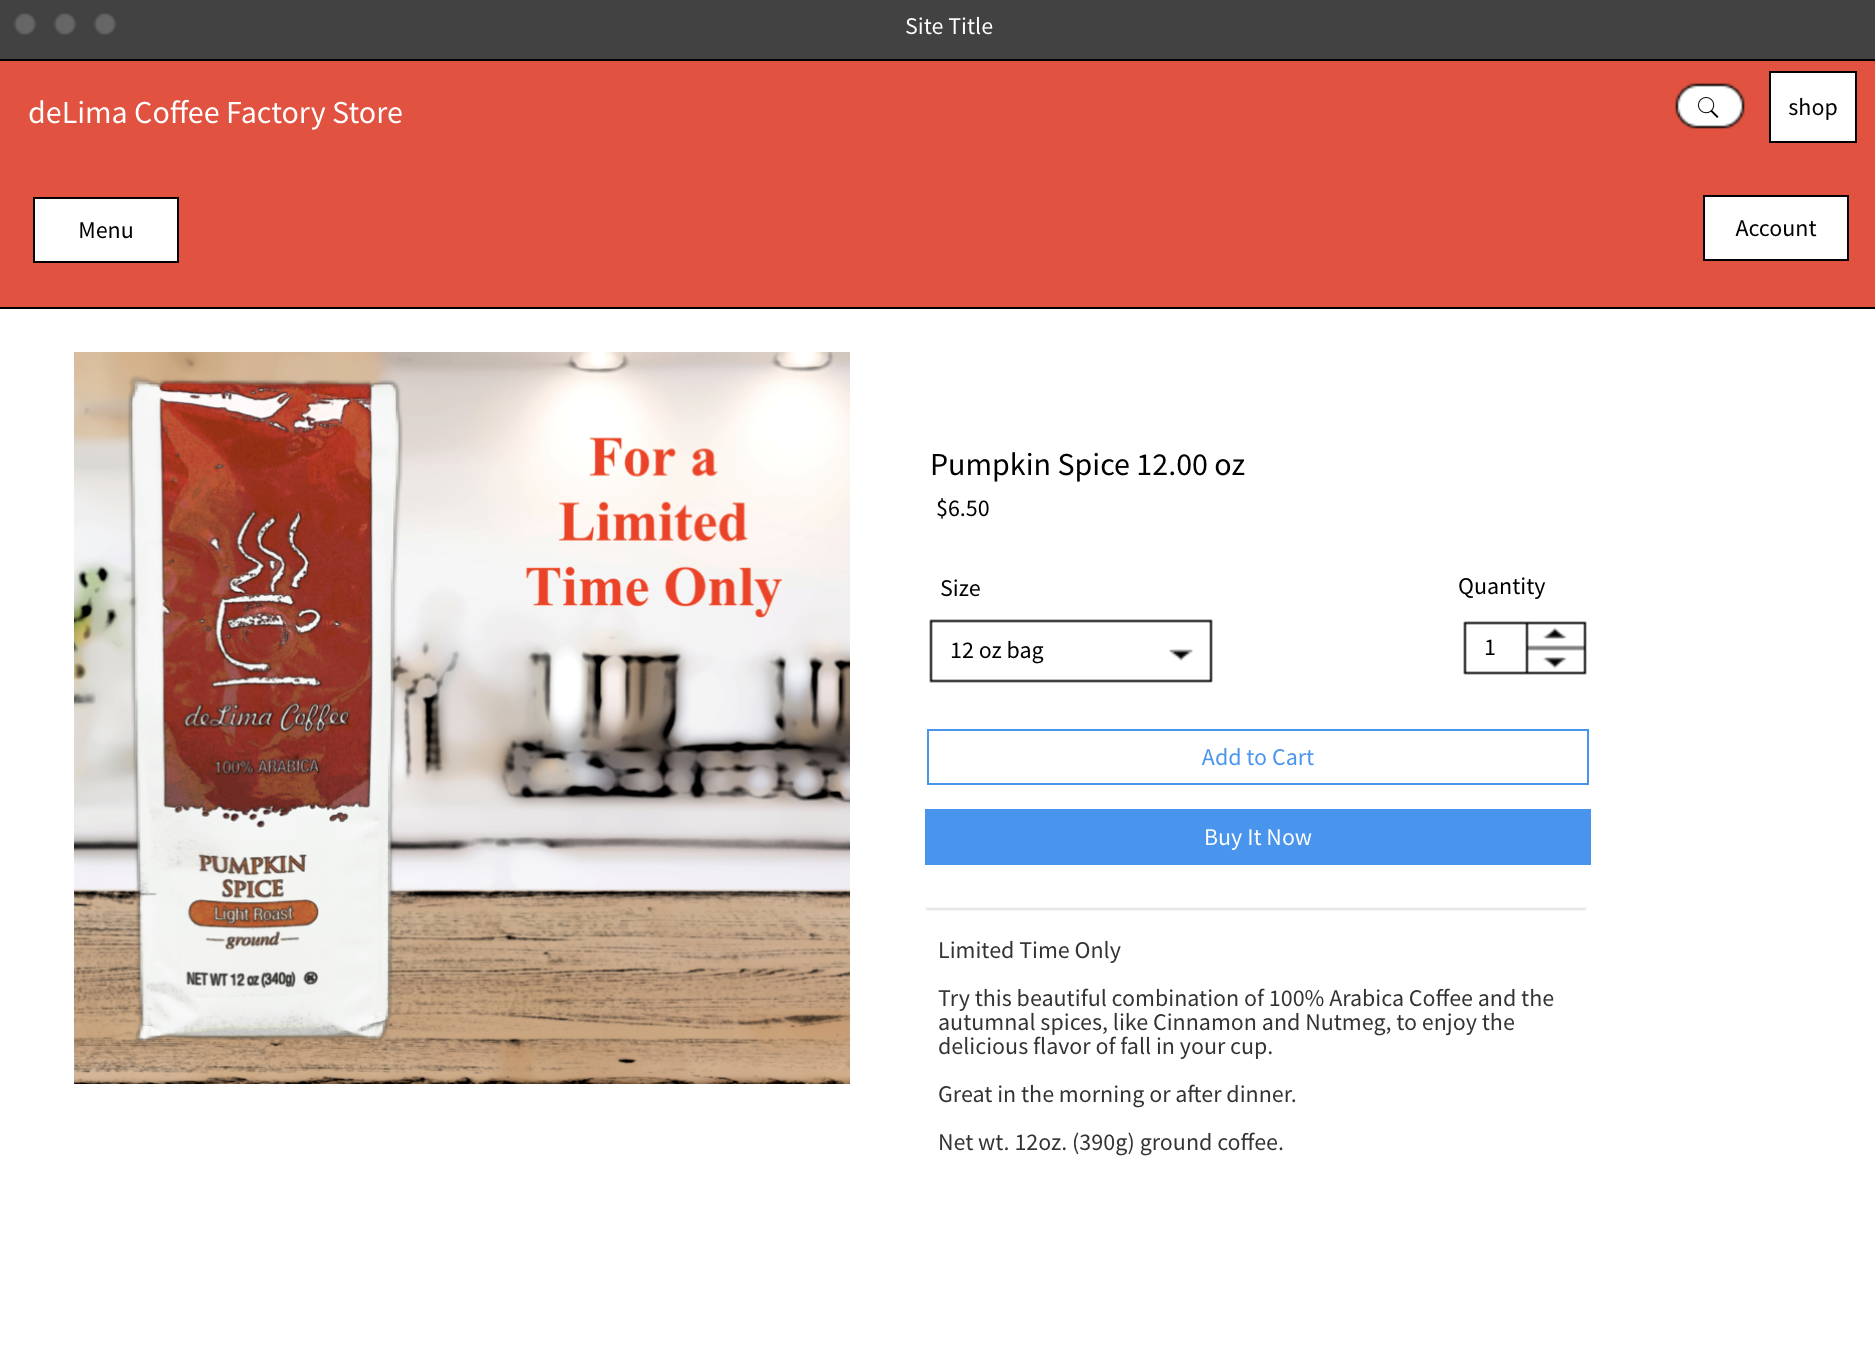 Site Title
deLima Coffee Factory Store
shop
Menu
Account
For a
Limited
Time Only
deLima Coffee
100% ARABICA
PUMPKIN
SPICE
Light Roast
ground
NET WT 12 oz (340g)
Pumpkin Spice 12.00 oz
$6.50
Size
Quantity
12 oz bag
1
Add to Cart
Buy It Now
Limited Time Only
Try this beautiful combination of 100% Arabica Coffee and the
autumnal spices, like Cinnamon and Nutmeg, to enjoy the
delicious flavor of fall in your cup.
Great in the morning or after dinner.
Net wt. 12oz. (390g) ground coffee.